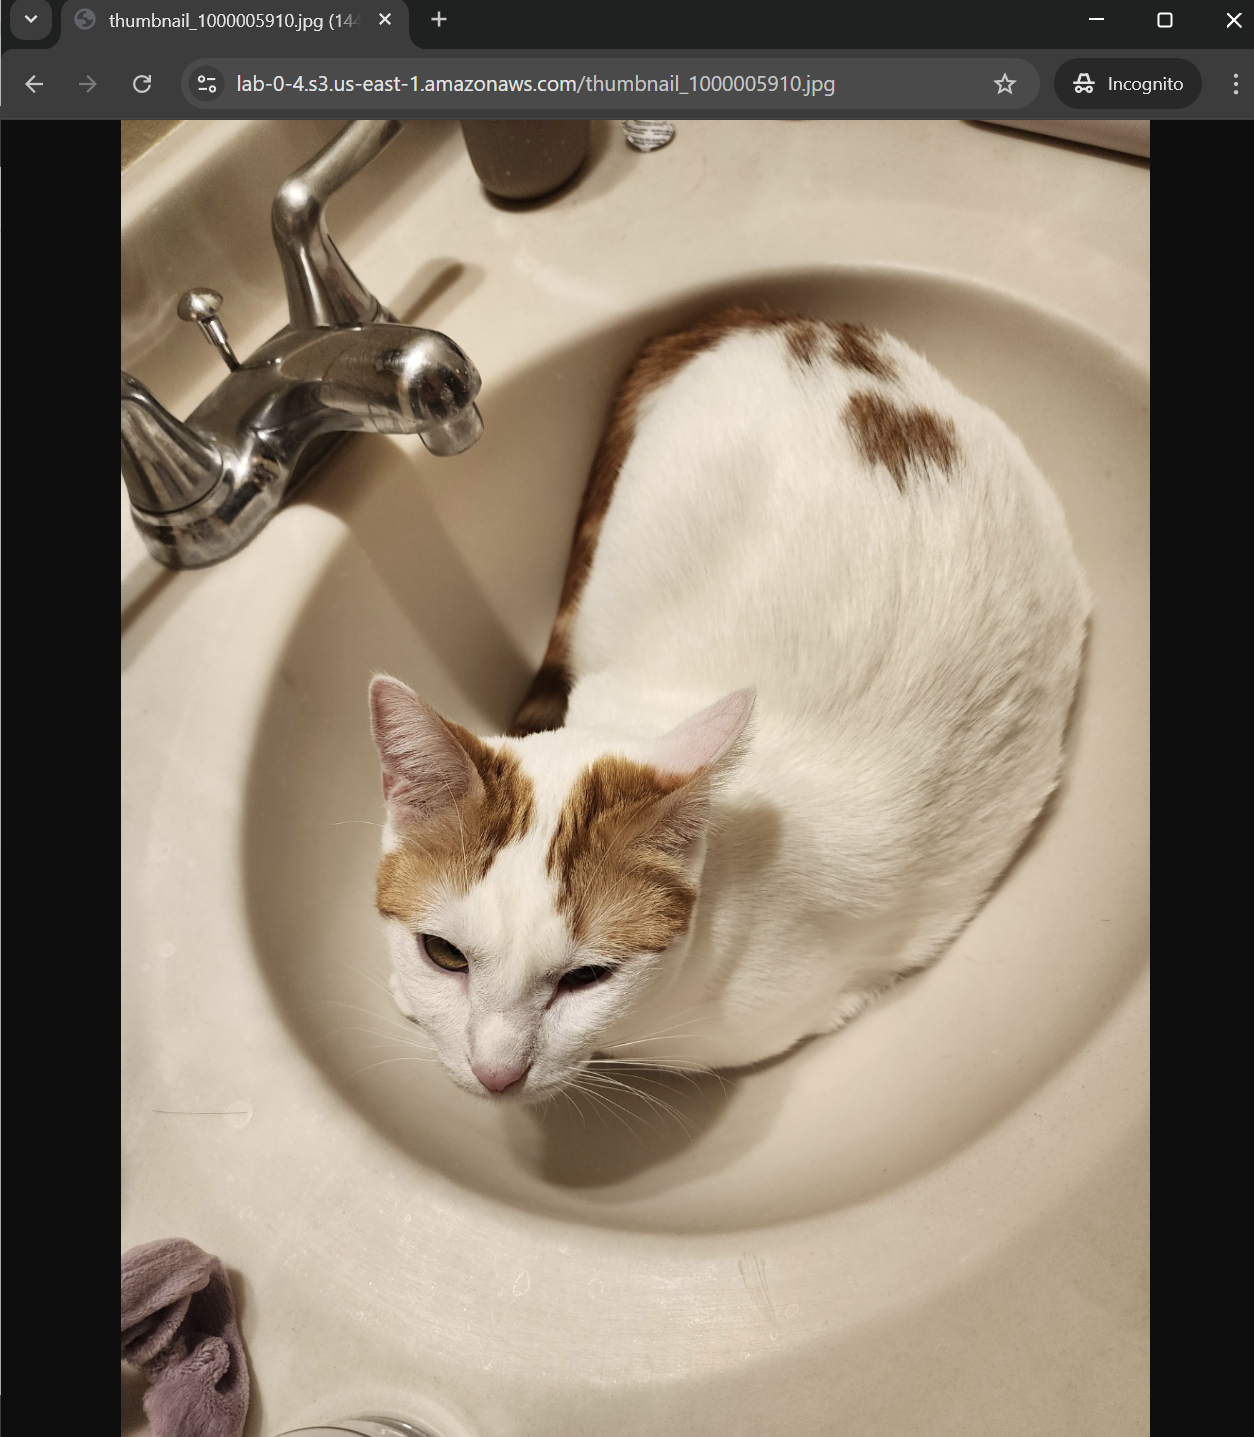 thumbnail_1000005910.jpg (14
lab-0-4.s3.us-east-1.amazonaws.com/thumbnail_1000005910.jpg
Incognito